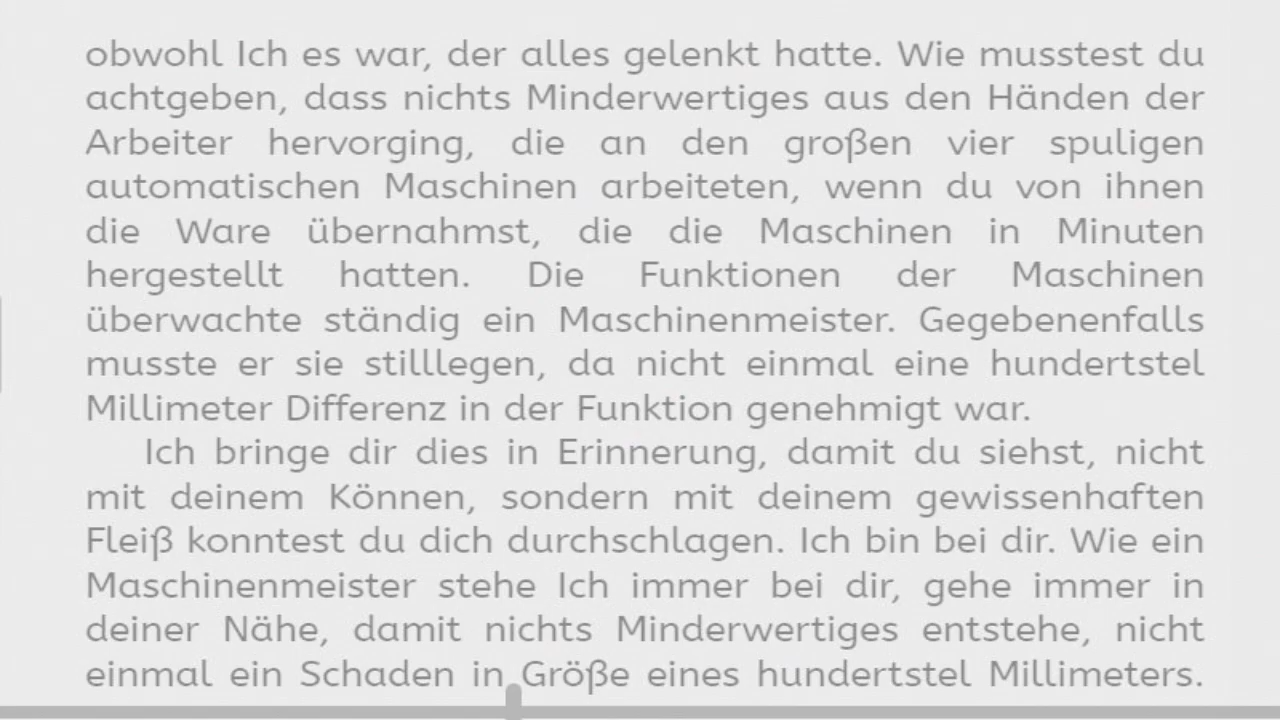 obwohl Ich es war, der alles gelenkt hatte. Wie musstest du
achtgeben, dass nichts Minderwertiges aus den Händen der
Arbeiter hervorging, die an den großen vier spuligen
automatischen Maschinen arbeiteten, wenn du von ihnen
die Ware übernahmst, die die Maschinen in Minuten
hergestellt hatten. Die Funktionen der Maschinen
überwachte ständig ein Maschinenmeister. Gegebenenfalls
musste er sie stilllegen, da nicht einmal eine hundertstel
Millimeter Differenz in der Funktion genehmigt war.
Ich bringe dir dies in Erinnerung, damit du siehst, nicht
mit deinem Können, sondern mit deinem gewissenhaften
Fleiß konntest du dich durchschlagen. Ich bin bei dir. Wie ein
Maschinenmeister stehe Ich immer bei dir, gehe immer in
deiner Nähe, damit nichts Minderwertiges entstehe, nicht
einmal ein Schaden in Größe eines hundertstel Millimeters.